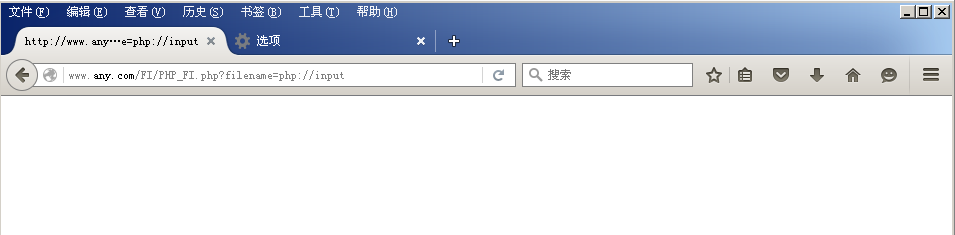 文件(F) 编辑(E) 查看(V) 历史(S) 书签(B) 工具(T) 帮助(H)
http://www.any…e=php://input 选项
www.any.com/FI/PHP_FI.php?filename=php://input 搜索